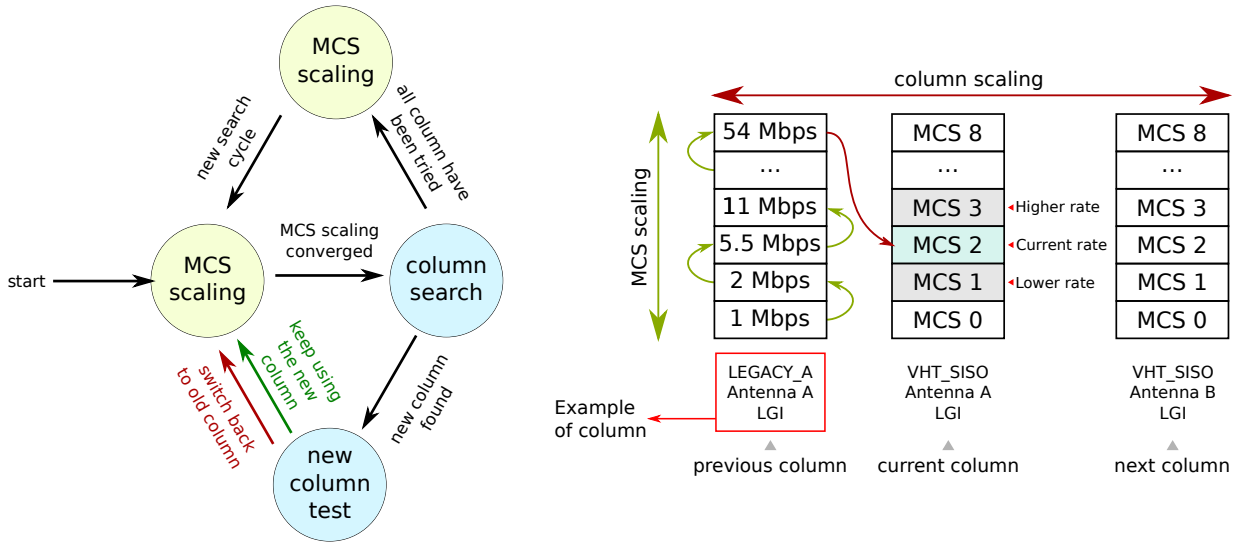 MCS
scaling
new search
cycle
all column have
been tried
start
MCS
scaling
MCS scaling
converged
column
search
keep using
the new
column
switch back
to old column
new column
found
new
column
test
column scaling
MCS scaling
54 Mbps
...
11 Mbps
5.5 Mbps
2 Mbps
1 Mbps
LEGACY_A
Antenna A
LGI
Example
of column
previous column
MCS 8
...
MCS 3
MCS 2
MCS 1
MCS 0
Higher rate
Current rate
Lower rate
VHT_SISO
Antenna A
LGI
current column
MCS 8
...
MCS 3
MCS 2
MCS 1
MCS 0
VHT_SISO
Antenna B
LGI
next column